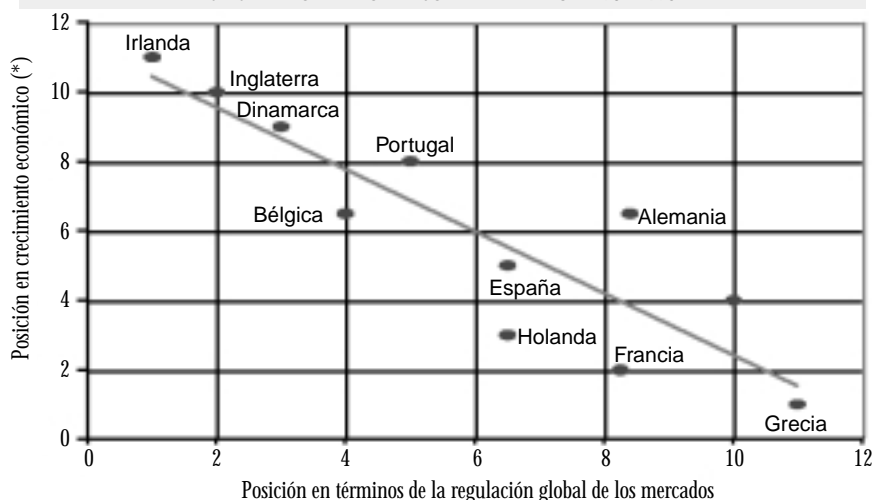 12
Irlanda
10
Inglaterra
Dinamarca
8
Portugal
Bélgica
Alemania
6
España
4
Holanda
Francia
2
Grecia
0
0 2 4 6 8 10 12
Posición en crecimiento económico (*)
Posición en términos de la regulación global de los mercados